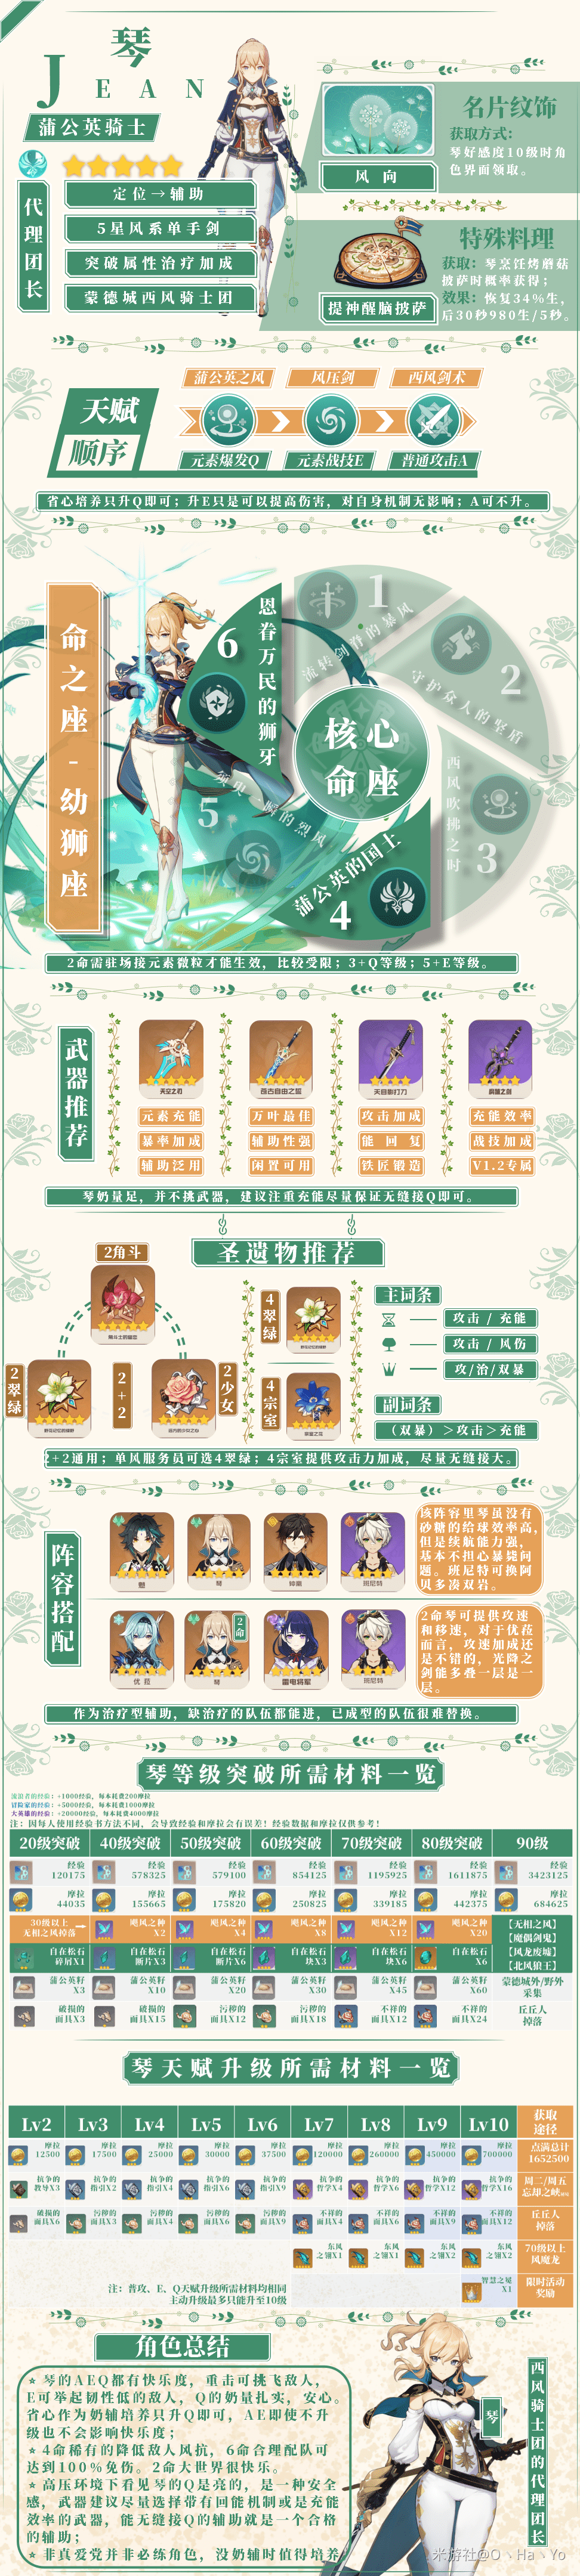 琴
J E A N
蒲公英骑士
代理团长
定位→辅助
5星风系单手剑
突破属性治疗加成
蒙德城西风骑士团
名片纹饰
获取方式：
琴好感度10级时角
色界面领取。
风 向
特殊料理
获取：琴烹饪烤蘑菇
披萨时概率获得；
效果：恢复34%生，
后30秒980生/5秒。
提神醒脑披萨
天赋
顺序
蒲公英之风
风压剑
西风剑术
元素爆发Q
元素战技E
普通攻击A
省心培养只升Q即可；升E只是可以提高伤害，对自身机制无影响；A可不升。
命之座-幼狮座
核心
命座
1
流转剑脊的暴风
2
守护众人的坚盾
3
西风吹拂之时
4
蒲公英的国土
5
6
恩眷万民的狮牙
2命需驻场接元素微粒才能生效，比较受限；3+Q等级；5+E等级。
武器推荐
天空之刃
苍古自由之誓
天目影打刀
元素充能
暴率加成
辅助泛用
万叶最佳
辅助性强
闲置可用
攻击加成
能 回 复
铁匠锻造
充能效率
战技加成
V1.2专属
琴奶量足，并不挑武器，建议注重充能尽量保证无缝接Q即可。
圣遗物推荐
2角斗
2翠绿
2+2
2少女
4翠绿
4宗室
主词条
攻击 / 充能
攻击 / 风伤
攻/治/双暴
副词条
（双暴）>攻击>充能
2+2通用；单风服务员可选4翠绿；4宗室提供攻击力加成，尽量无缝接大。
阵容搭配
魈
琴
钟离
班尼特
该阵容里琴虽没有
砂糖的给球效率高，
但是续航能力强，
基本不担心暴毙问
题。班尼特可换阿
贝多凑双岩。
优菈
琴
2命
雷电将军
班尼特
2命琴可提供攻速
和移速，对于优菈
而言，攻速加成还
是不错的，光降之
剑能多叠一层是一
层。
作为治疗型辅助，缺治疗的队伍都能进，已成型的队伍很难替换。
琴等级突破所需材料一览
流浪者的经验：+1000经验，每本耗费200摩拉
冒险家的经验：+5000经验，每本耗费1000摩拉
大英雄的经验：+20000经验，每本耗费4000摩拉
注：因每人使用经验书方法不同，会导致经验和摩拉会有误差！经验数据和摩拉仅供参考！
20级突破 40级突破 50级突破 60级突破 70级突破 80级突破 90级
经验 120175 经验 578325 经验 579100 经验 854125 经验 1195925 经验 1611875 经验 3423125
摩拉 44035 摩拉 155665 摩拉 175820 摩拉 250825 摩拉 339185 摩拉 442375 摩拉 684625
30级以上 无相之风掉落 飓风之种 X2 飓风之种 X4 飓风之种 X8 飓风之种 X12 飓风之种 X20 【无相之风】 【魔偶剑鬼】
自在松石碎屑X1 自在松石断片X3 自在松石断片X6 自在松石块X3 自在松石块X6 自在松石 X6 【风龙废墟】 【北风狼王】
蒲公英籽 X3 蒲公英籽 X10 蒲公英籽 X20 蒲公英籽 X30 蒲公英籽 X45 蒲公英籽 X60 蒙德城外/野外采集
破损的面具X3 破损的面具X15 污秽的面具X12 污秽的面具X18 不祥的面具X12 不祥的面具X24 丘丘人掉落
琴天赋升级所需材料一览
Lv2 Lv3 Lv4 Lv5 Lv6 Lv7 Lv8 Lv9 Lv10 获取途径
摩拉 12500 摩拉 17500 摩拉 25000 摩拉 30000 摩拉 37500 摩拉 120000 摩拉 260000 摩拉 450000 摩拉 700000 点满总计 1652500
抗争的教导X3 抗争的指引X2 抗争的指引X4 抗争的指引X6 抗争的指引X9 抗争的哲学X4 抗争的哲学X6 抗争的哲学X12 抗争的哲学X16 周二/周五 忘却之峡
破损的面具X6 污秽的面具X3 污秽的面具X4 污秽的面具X6 污秽的面具X9 不祥的面具X4 不祥的面具X6 不祥的面具X9 不祥的面具X12 丘丘人掉落
东风之翎X1 东风之翎X1 东风之翎X2 东风之翎X2 70级以上 风魔龙
注：普攻、E、Q天赋升级所需材料均相同
主动升级最多只能升至10级
智慧之冕 X1 限时活动奖励
角色总结
★ 琴的AEQ都有快乐度，重击可挑飞敌人，
E可举起韧性低的敌人，Q的奶量扎实，安心。
省心作为奶辅培养只升Q即可，AE即使不升
级也不会影响快乐度；
★ 4命稀有的降低敌人风抗，6命合理配队可
达到100%免伤。2命大世界很快乐。
★ 高压环境下看见琴的Q是亮的，是一种安全
感，武器建议尽量选择带有回能机制或是充能
效率的武器，能无缝接Q的辅助就是一个合格
的辅助；
★ 非真爱党并非必练角色，没奶辅时值得培养
琴
西风骑士团的代理团长
米游社@O丶Ha丶Yo